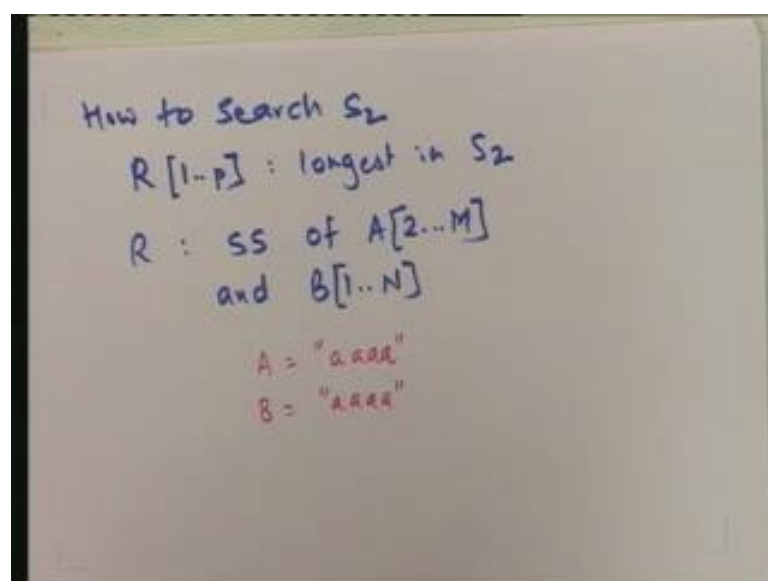 How to Search S2
R [1..p] : longest in S2
R : SS of A[2...M]
and B[1..N]
A = "aaaa"
B = "aaaa"